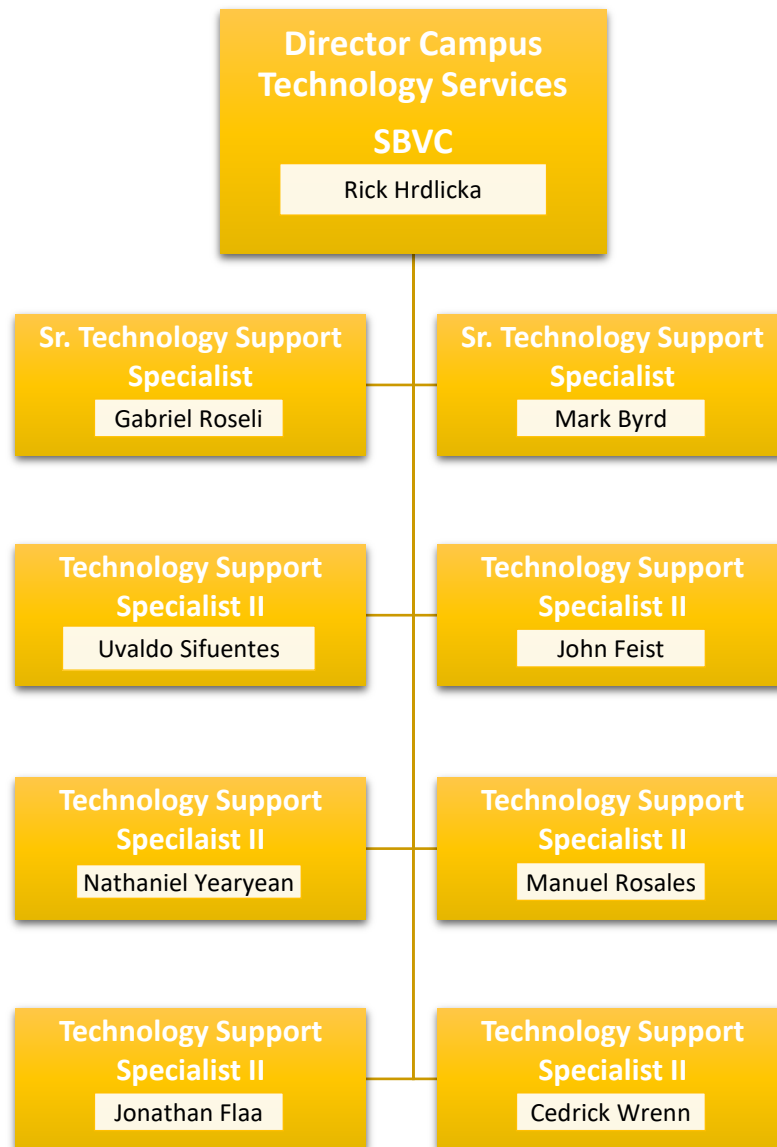 Director Campus
Technology Services
SBVC
Rick Hrdlicka
Sr. Technology Support
Specialist
Gabriel Roseli
Sr. Technology Support
Specialist
Mark Byrd
Technology Support
Specialist II
Uvaldo Sifuentes
Technology Support
Specialist II
John Feist
Technology Support
Specilaist II
Nathaniel Yearyean
Technology Support
Specialist II
Manuel Rosales
Technology Support
Specialist II
Jonathan Flaa
Technology Support
Specialist II
Cedrick Wrenn